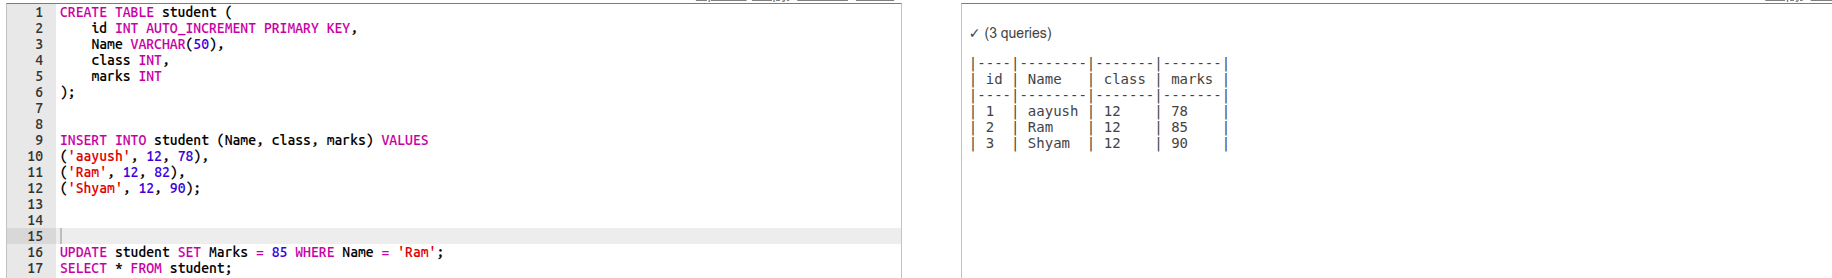 1 CREATE TABLE student (
2     id INT AUTO_INCREMENT PRIMARY KEY,
3     Name VARCHAR(50),
4     class INT,
5     marks INT
6 );
7
8
9 INSERT INTO student (Name, class, marks) VALUES
10 ('aayush', 12, 78),
11 ('Ram', 12, 82),
12 ('Shyam', 12, 90);
13
14
15
16 UPDATE student SET Marks = 85 WHERE Name = 'Ram';
17 SELECT * FROM student;
✓ (3 queries)
|----|--------|-------|-------|
| id | Name   | class | marks |
|----|--------|-------|-------|
| 1  | aayush | 12    | 78    |
| 2  | Ram    | 12    | 85    |
| 3  | Shyam  | 12    | 90    |